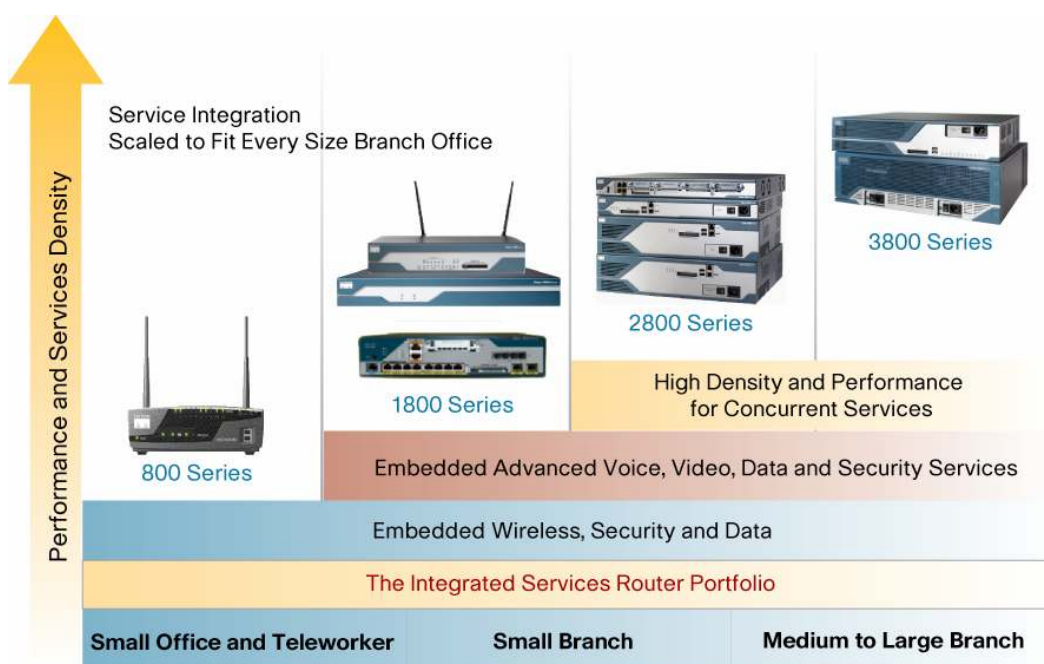 Performance and Services Density
Service Integration
Scaled to Fit Every Size Branch Office
800 Series
1800 Series
2800 Series
3800 Series
High Density and Performance
for Concurrent Services
Embedded Advanced Voice, Video, Data and Security Services
Embedded Wireless, Security and Data
The Integrated Services Router Portfolio
Small Office and Teleworker
Small Branch
Medium to Large Branch